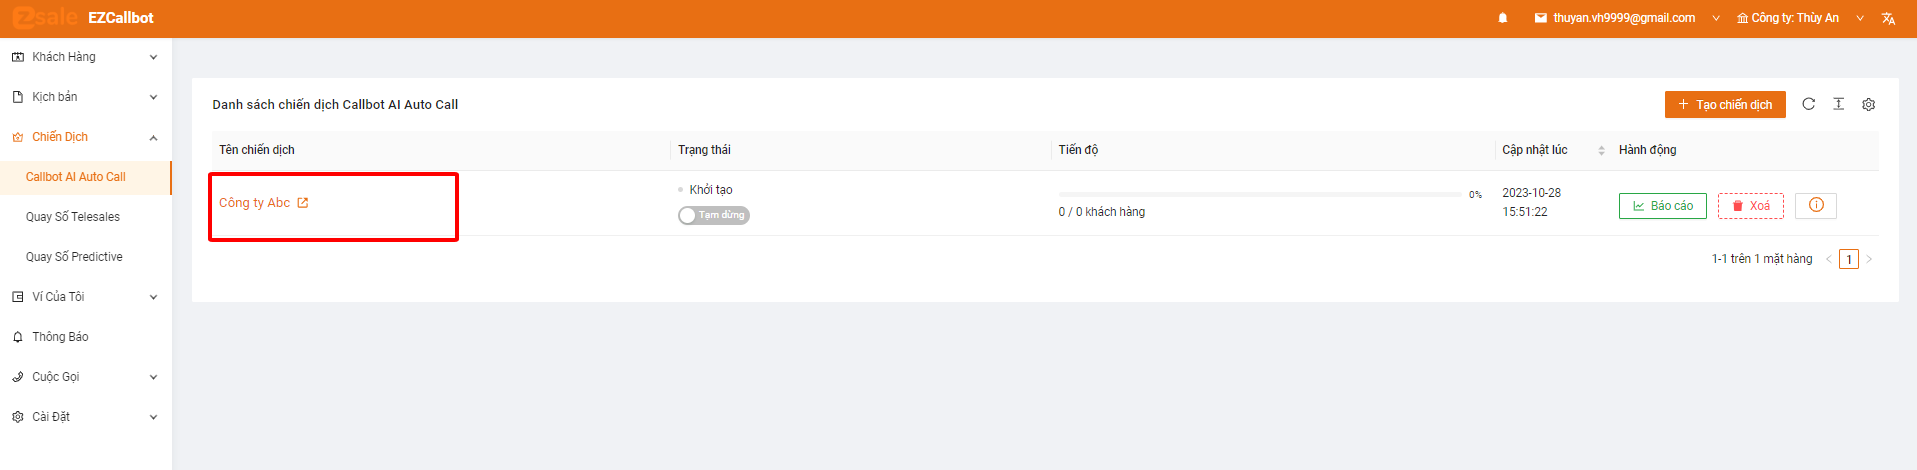 zsale EZCallbot
thuyan.vh9999@gmail.com
Công ty: Thùy An
Khách Hàng
Kịch bản
Chiến Dịch
Callbot AI Auto Call
Quay Số Telesales
Quay Số Predictive
Ví Của Tôi
Thông Báo
Cuộc Gọi
Cài Đặt
Danh sách chiến dịch Callbot AI Auto Call
+ Tạo chiến dịch
Tên chiến dịch Trạng thái Tiến độ Cập nhật lúc Hành động
Công ty Abc
Khởi tạo
Tạm dừng
0%
0 / 0 khách hàng
2023-10-28
15:51:22
Báo cáo
Xoá
1-1 trên 1 mặt hàng < 1 >